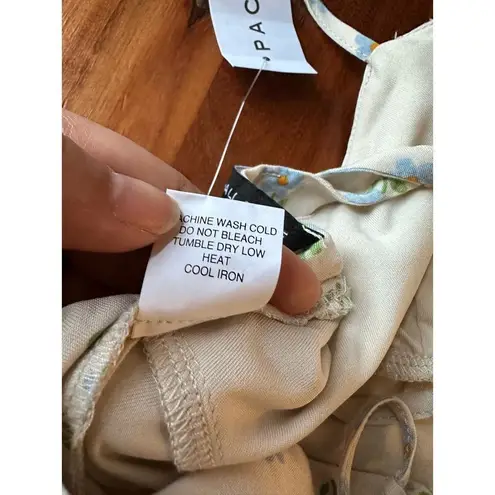 PAC
ACHINE WASH COLD
DO NOT BLEACH
TUMBLE DRY LOW
HEAT
COOL IRON